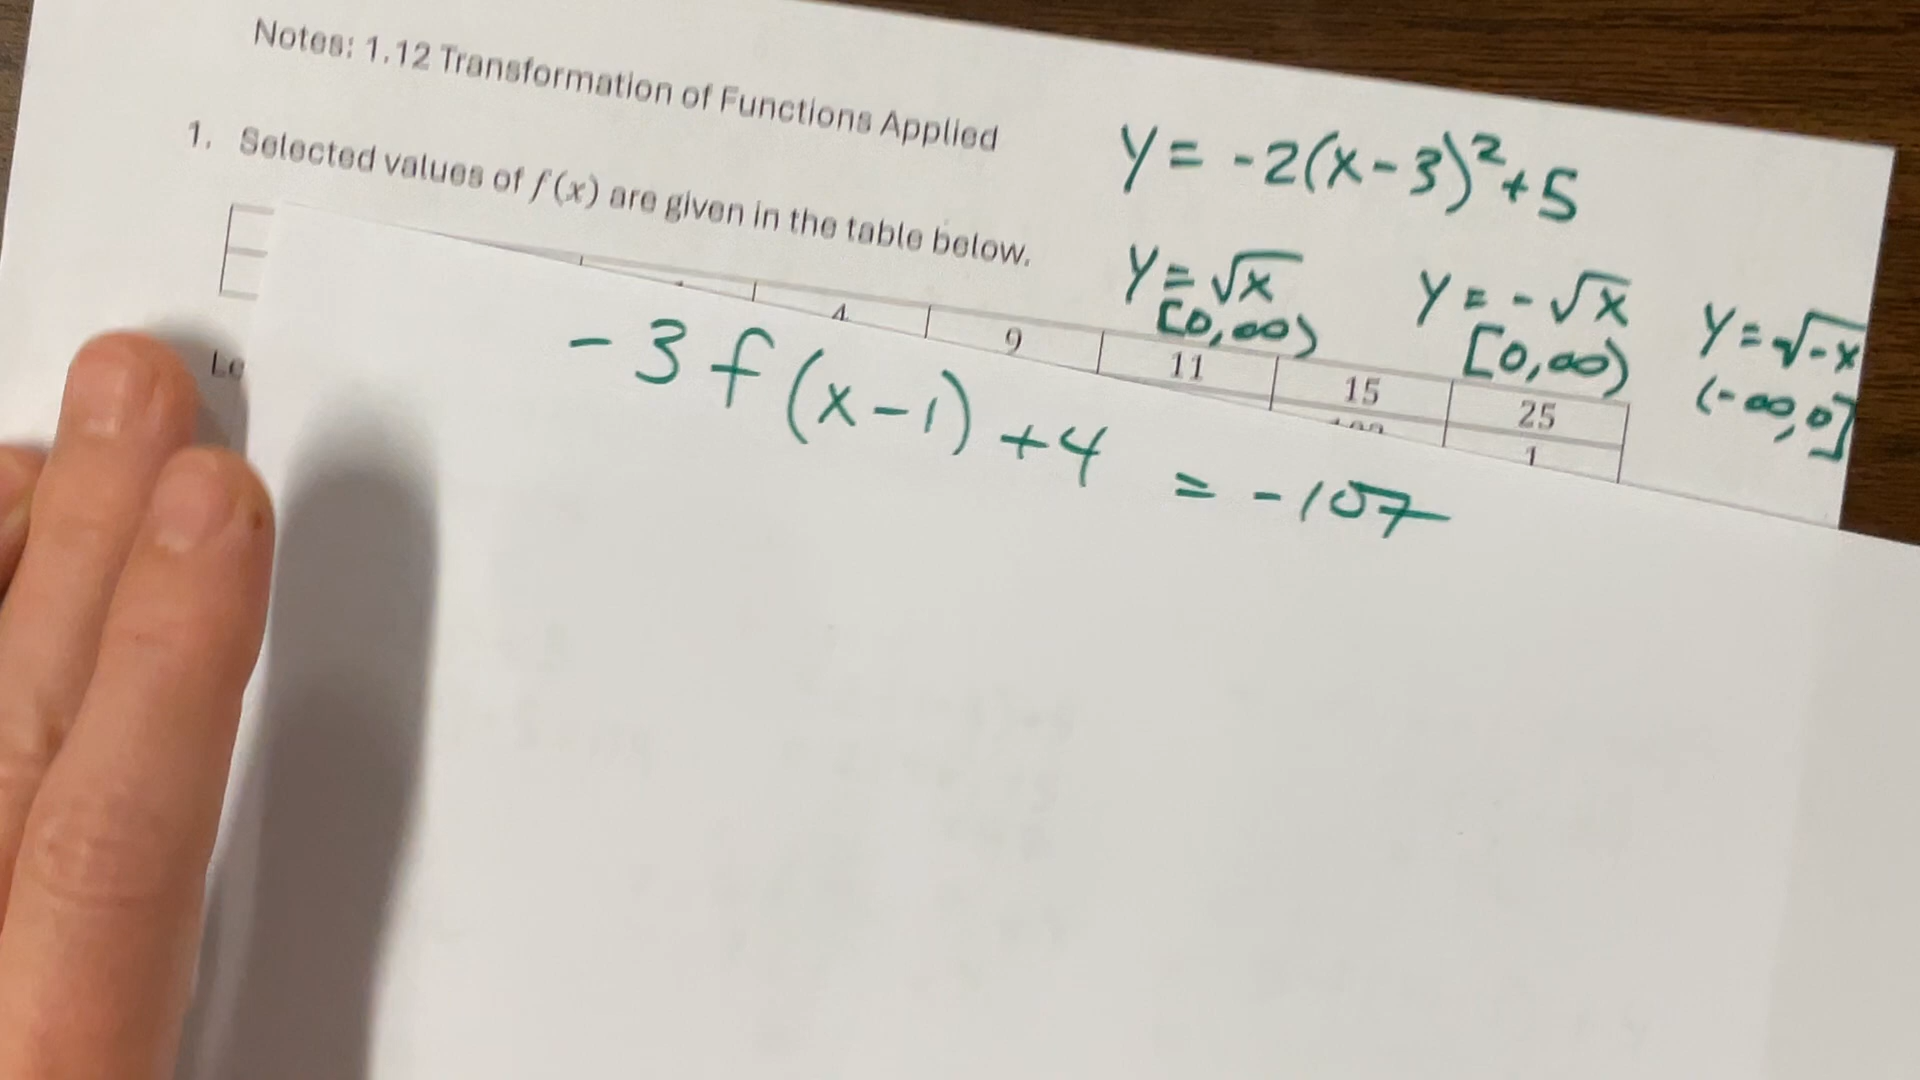 Notes: 1.12 Transformation of Functions Applied
y = -2(x-3)²+5
1. Selected values of f(x) are given in the table below.
y = √x
y = -√x
y = √-x
[0,∞)
[0,∞)
(-∞,0]
4 9 11 15 25
1
-3f(x-1)+4 = -107